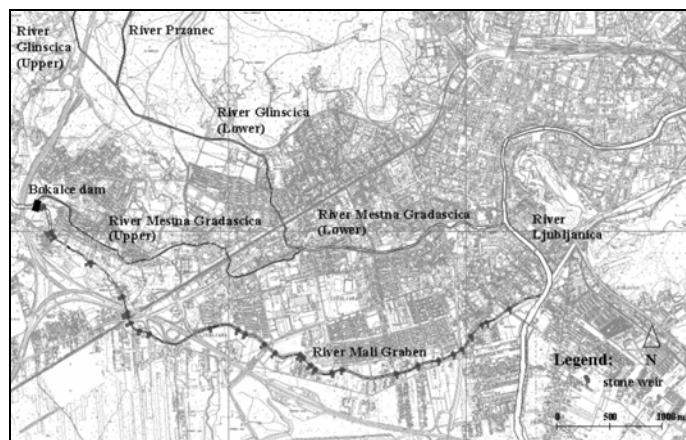 River
Glinscica
(Upper)
River Przanec
River Glinscica
(Lower)
Bokalce dam
River Mestna Gradascica
(Upper)
River Mestna Gradascica
(Lower)
River
Ljubljanica
River Mali Graben
Legend:
N
stone weir
0 500 1000 m